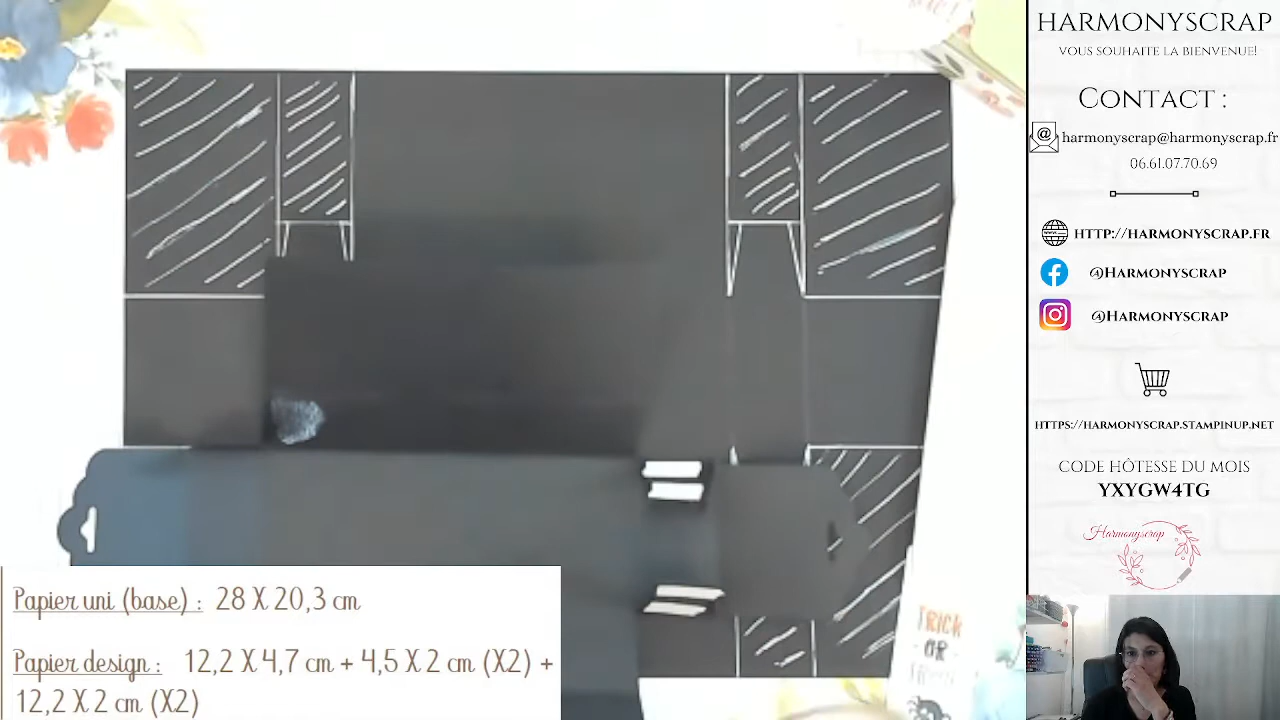 HARMONYSCRAP
VOUS SOUHAITE LA BIENVENUE!
CONTACT :
@
harmonyscrap@harmonyscrap.fr
06.61.07.70.69
HTTP://HARMONYSCRAP.FR
@HARMONYSCRAP
@HARMONYSCRAP
HTTPS://HARMONYSCRAP.STAMPINUP.NET
CODE HÔTESSE DU MOIS
YXYGW4TG
Harmonyscrap
Papier uni (base) : 28 X 20,3 cm
Papier design : 12,2 X 4,7 cm + 4,5 X 2 cm (X2) +
12,2 X 2 cm (X2)
TRICK
OR